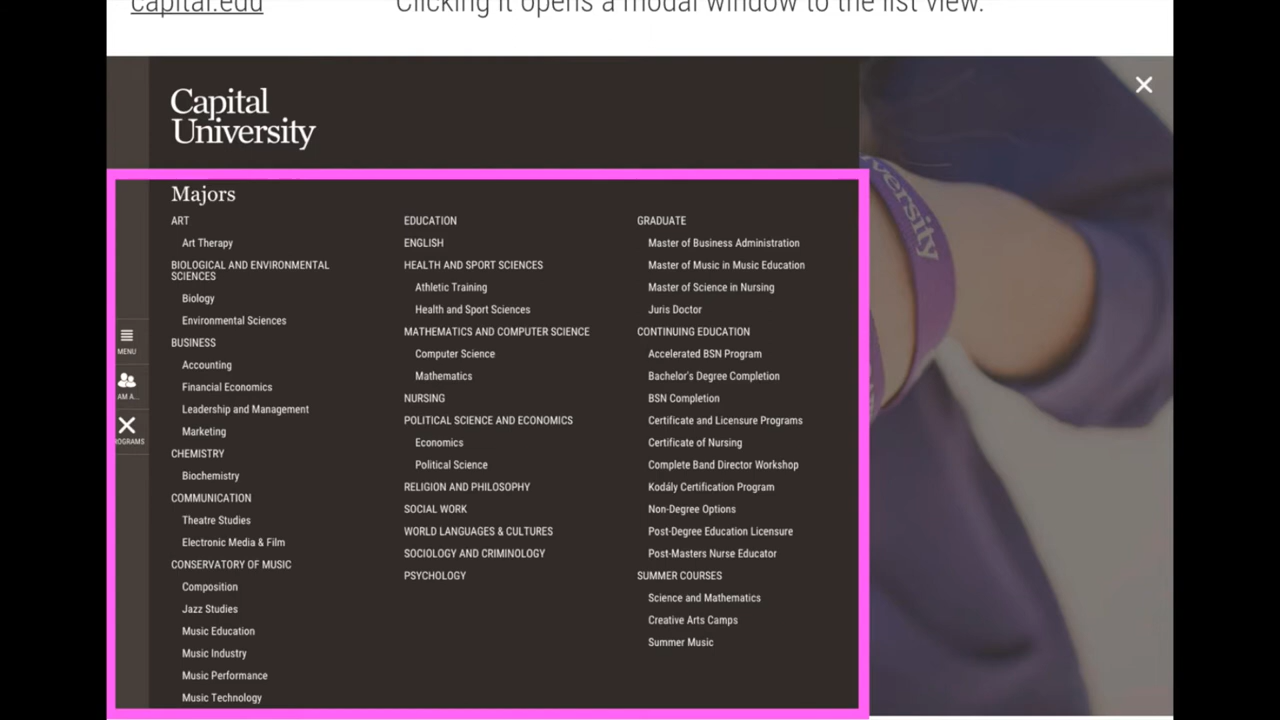 capital.edu
Clicking it opens a modal window to the list view.
Capital
University
Majors
ART
Art Therapy
BIOLOGICAL AND ENVIRONMENTAL
SCIENCES
Biology
Environmental Sciences
BUSINESS
Accounting
Financial Economics
Leadership and Management
Marketing
CHEMISTRY
Biochemistry
COMMUNICATION
Theatre Studies
Electronic Media & Film
CONSERVATORY OF MUSIC
Composition
Jazz Studies
Music Education
Music Industry
Music Performance
Music Technology
EDUCATION
ENGLISH
HEALTH AND SPORT SCIENCES
Athletic Training
Health and Sport Sciences
MATHEMATICS AND COMPUTER SCIENCE
Computer Science
Mathematics
NURSING
POLITICAL SCIENCE AND ECONOMICS
Economics
Political Science
RELIGION AND PHILOSOPHY
SOCIAL WORK
WORLD LANGUAGES & CULTURES
SOCIOLOGY AND CRIMINOLOGY
PSYCHOLOGY
GRADUATE
Master of Business Administration
Master of Music in Music Education
Master of Science in Nursing
Juris Doctor
CONTINUING EDUCATION
Accelerated BSN Program
Bachelor's Degree Completion
BSN Completion
Certificate and Licensure Programs
Certificate of Nursing
Complete Band Director Workshop
Kodály Certification Program
Non-Degree Options
Post-Degree Education Licensure
Post-Masters Nurse Educator
SUMMER COURSES
Science and Mathematics
Creative Arts Camps
Summer Music
MENU
AM A...
OGRAMS
versity